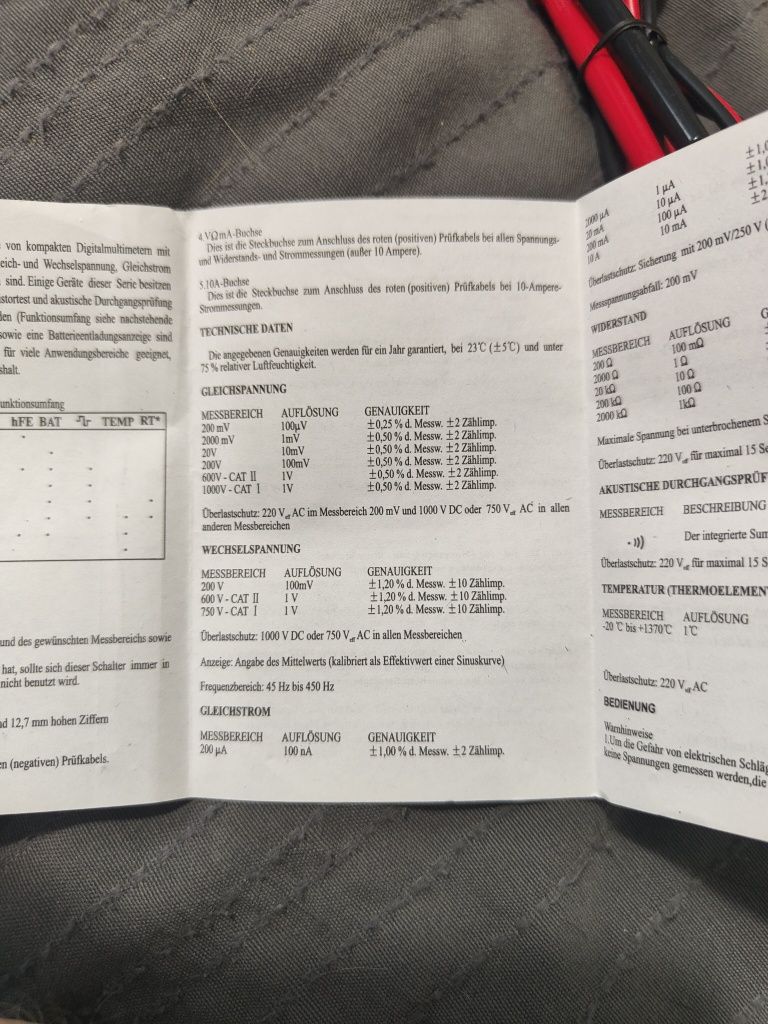 von kompakten Digitalmultimetern mit
eich- und Wechselspannung, Gleichstrom
sind. Einige Geräte dieser Serie besitzen
istortest und akustische Durchgangsprüfung
den (Funktionsumfang siehe nachstehende
sowie eine Batterieentladungsanzeige sind
für viele Anwendungsbereiche geeignet,
shalt.
unktionsumfang
hFE BAT TEMP RT*
und des gewünschten Messbereichs sowie
hat, sollte sich dieser Schalter immer in
nicht benutzt wird.
nd 12,7 mm hohen Ziffern
en (negativen) Prüfkabels.
4 VΩmA-Buchse
Dies ist die Steckbuchse zum Anschluss des roten (positiven) Prüfkabels bei allen Spannungs-
und Widerstands- und Strommessungen (außer 10 Ampere).
5.10A-Buchse
Dies ist die Steckbuchse zum Anschluss des roten (positiven) Prüfkabels bei 10-Ampere-
Strommessungen.
TECHNISCHE DATEN
Die angegebenen Genauigkeiten werden für ein Jahr garantiert, bei 23℃ (±5℃) und unter
75 % relativer Luftfeuchtigkeit.
GLEICHSPANNUNG
MESSBEREICH AUFLÖSUNG GENAUIGKEIT
200 mV 100μV ±0,25 % d. Messw. ±2 Zählimp.
2000 mV 1mV ±0,50 % d. Messw. ±2 Zählimp.
20V 10mV ±0,50 % d. Messw. ±2 Zählimp.
200V 100mV ±0,50 % d. Messw. ±2 Zählimp.
600V - CAT Ⅱ 1V ±0,50 % d. Messw. ±2 Zählimp.
1000V - CAT Ⅰ 1V ±0,50 % d. Messw. ±2 Zählimp.
Überlastschutz: 220 Veff AC im Messbereich 200 mV und 1000 V DC oder 750 Veff AC in allen
anderen Messbereichen
WECHSELSPANNUNG
MESSBEREICH AUFLÖSUNG GENAUIGKEIT
200 V 100mV ±1,20 % d. Messw. ±10 Zählimp.
600 V - CAT Ⅱ 1 V ±1,20 % d. Messw. ±10 Zählimp.
750 V - CAT Ⅰ 1 V ±1,20 % d. Messw. ±10 Zählimp.
Überlastschutz: 1000 V DC oder 750 Veff AC in allen Messbereichen
Anzeige: Angabe des Mittelwerts (kalibriert als Effektivwert einer Sinuskurve)
Frequenzbereich: 45 Hz bis 450 Hz
GLEICHSTROM
MESSBEREICH AUFLÖSUNG GENAUIGKEIT
200 μA 100 nA ±1,00 % d. Messw. ±2 Zählimp.
2000 μA 1 μA ±1,0
20 mA 10 μA ±1,0
200 mA 100 μA ±1,
10 A 10 mA ±2
Überlastschutz: Sicherung mit 200 mV/250 V (
Messspannungsabfall: 200 mV
WIDERSTAND
MESSBEREICH AUFLÖSUNG G
200 Ω 100 mΩ
2000 Ω 1 Ω
20 kΩ 10 Ω
200 kΩ 100 Ω
2000 kΩ 1kΩ
Maximale Spannung bei unterbrochenem S
Überlastschutz: 220 Veff für maximal 15 Se
AKUSTISCHE DURCHGANGSPRÜF
MESSBEREICH BESCHREIBUNG
Der integrierte Sum
Überlastschutz: 220 Veff für maximal 15 S
TEMPERATUR (THERMOELEMEN
MESSBEREICH AUFLÖSUNG
-20 ℃ bis +1370℃ 1℃
Überlastschutz: 220 Veff AC
BEDIENUNG
Warnhinweise
1.Um die Gefahr von elektrischen Schläg
keine Spannungen gemessen werden,die